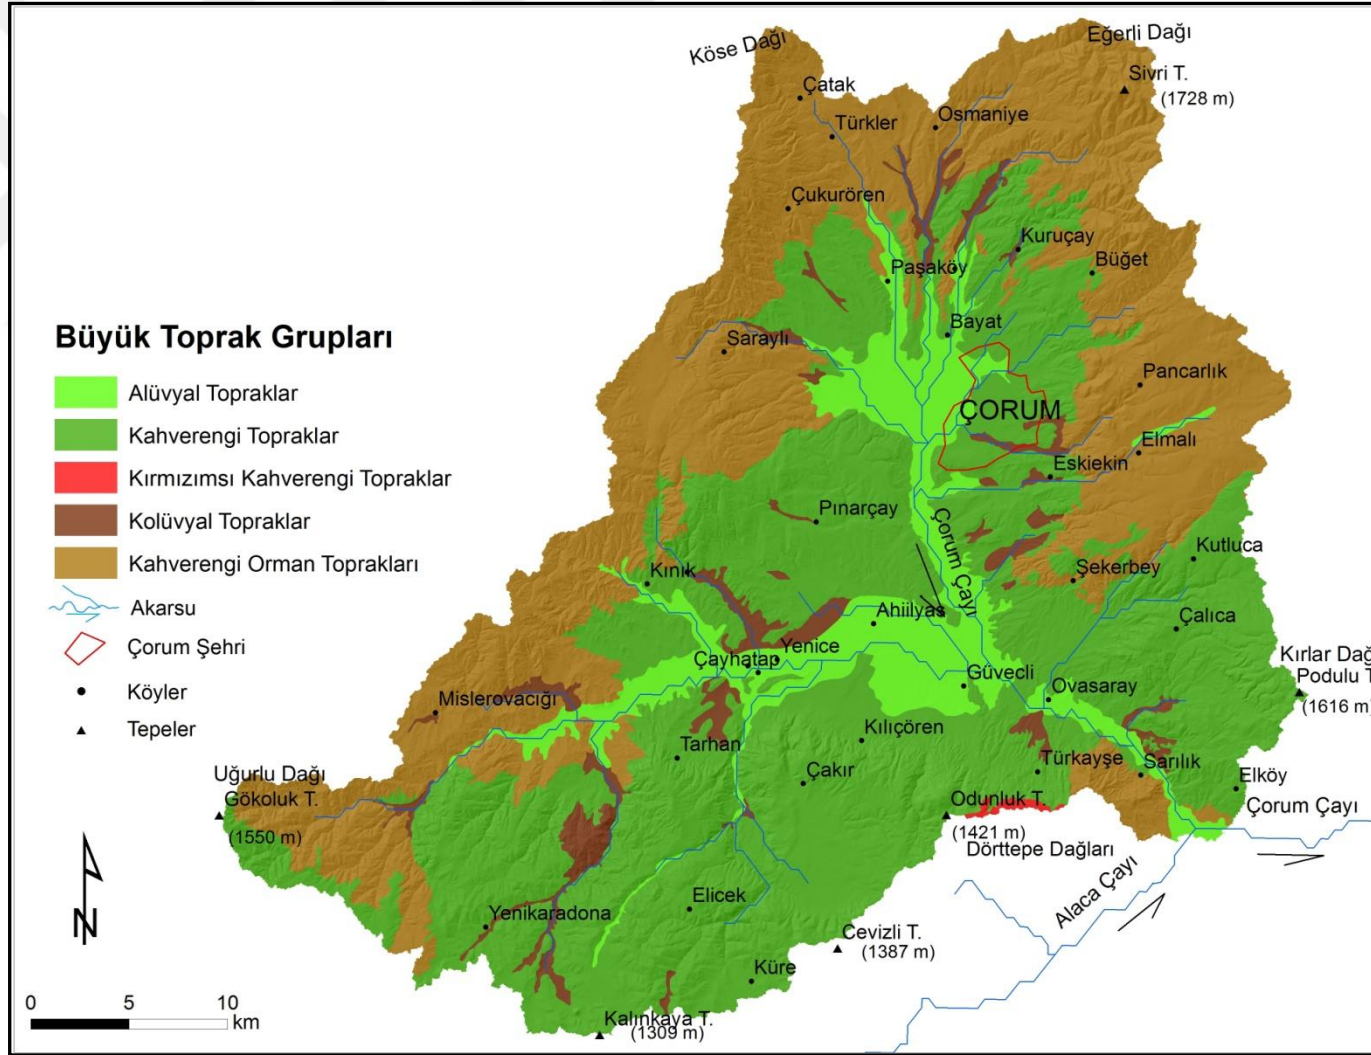 Köse Dağı
Eğerli Dağı
Sivri T.
(1728 m)
Çatak
Türkler
Osmaniye
Çukurören
Kuruçay
Büğet
Paşaköy
Bayat
Saraylı
Pancarlık
ÇORUM
Elmalı
Eskiekin
Pınarçay
Çorum Çayı
Kutluca
Kınık
Şekerbey
Ahiilyas
Çalıca
Çayhatap
Yenice
Güvecli
Ovasaray
Kırlar Dağ
Podulu T
(1616 m)
Mislerovacığı
Tarhan
Kılıçören
Çakır
Türkayşe
Sarılık
Elköy
Çorum Çayı
Uğurlu Dağı
Gökoluk T.
(1550 m)
Odunluk T.
(1421 m)
Dörttepe Dağları
Alaca Çayı
Elicek
Yenikaradona
Cevizli T.
(1387 m)
Küre
Kalınkaya T.
(1309 m)
Büyük Toprak Grupları
Alüvyal Topraklar
Kahverengi Topraklar
Kırmızımsı Kahverengi Topraklar
Kolüvyal Topraklar
Kahverengi Orman Toprakları
Akarsu
Çorum Şehri
Köyler
Tepeler
N
0 5 10
km